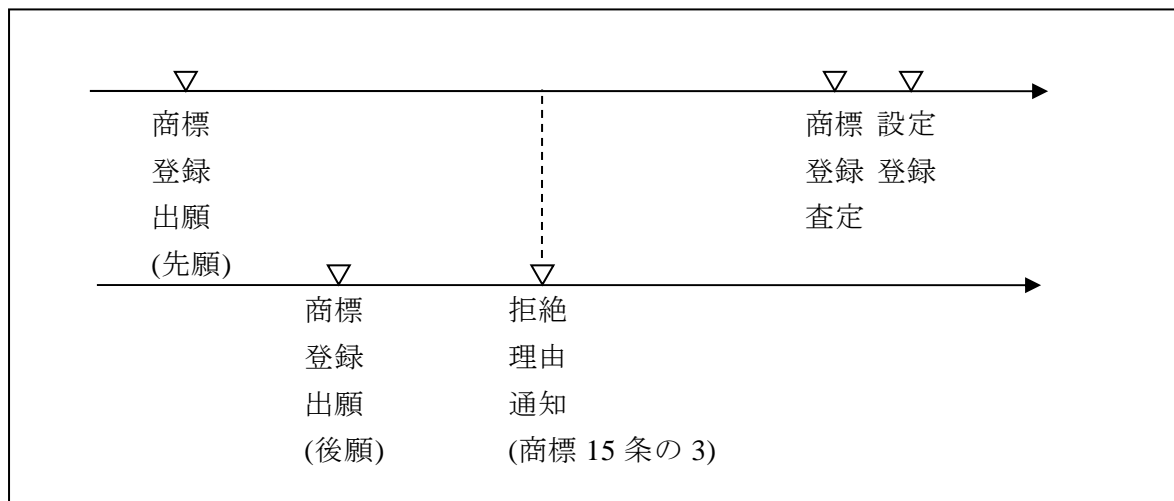 商標
登録
出願
(先願)
商標
登録
査定
設定
登録
商標
登録
出願
(後願)
拒絶
理由
通知
(商標 15 条の 3)